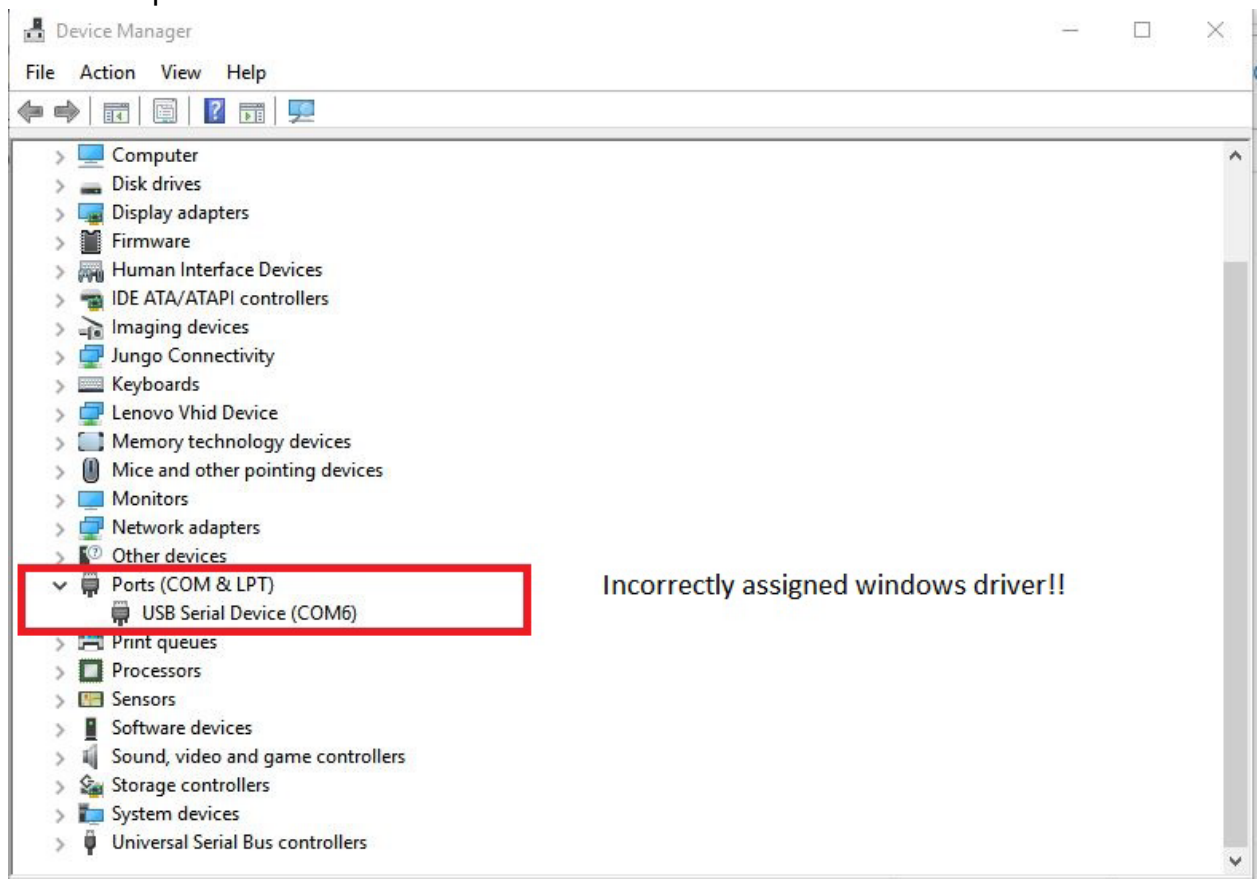 Device Manager
File Action View Help
Computer
Disk drives
Display adapters
Firmware
Human Interface Devices
IDE ATA/ATAPI controllers
Imaging devices
Jungo Connectivity
Keyboards
Lenovo Vhid Device
Memory technology devices
Mice and other pointing devices
Monitors
Network adapters
Other devices
Ports (COM & LPT)
Incorrectly assigned windows driver!!
USB Serial Device (COM6)
Print queues
Processors
Sensors
Software devices
Sound, video and game controllers
Storage controllers
System devices
Universal Serial Bus controllers